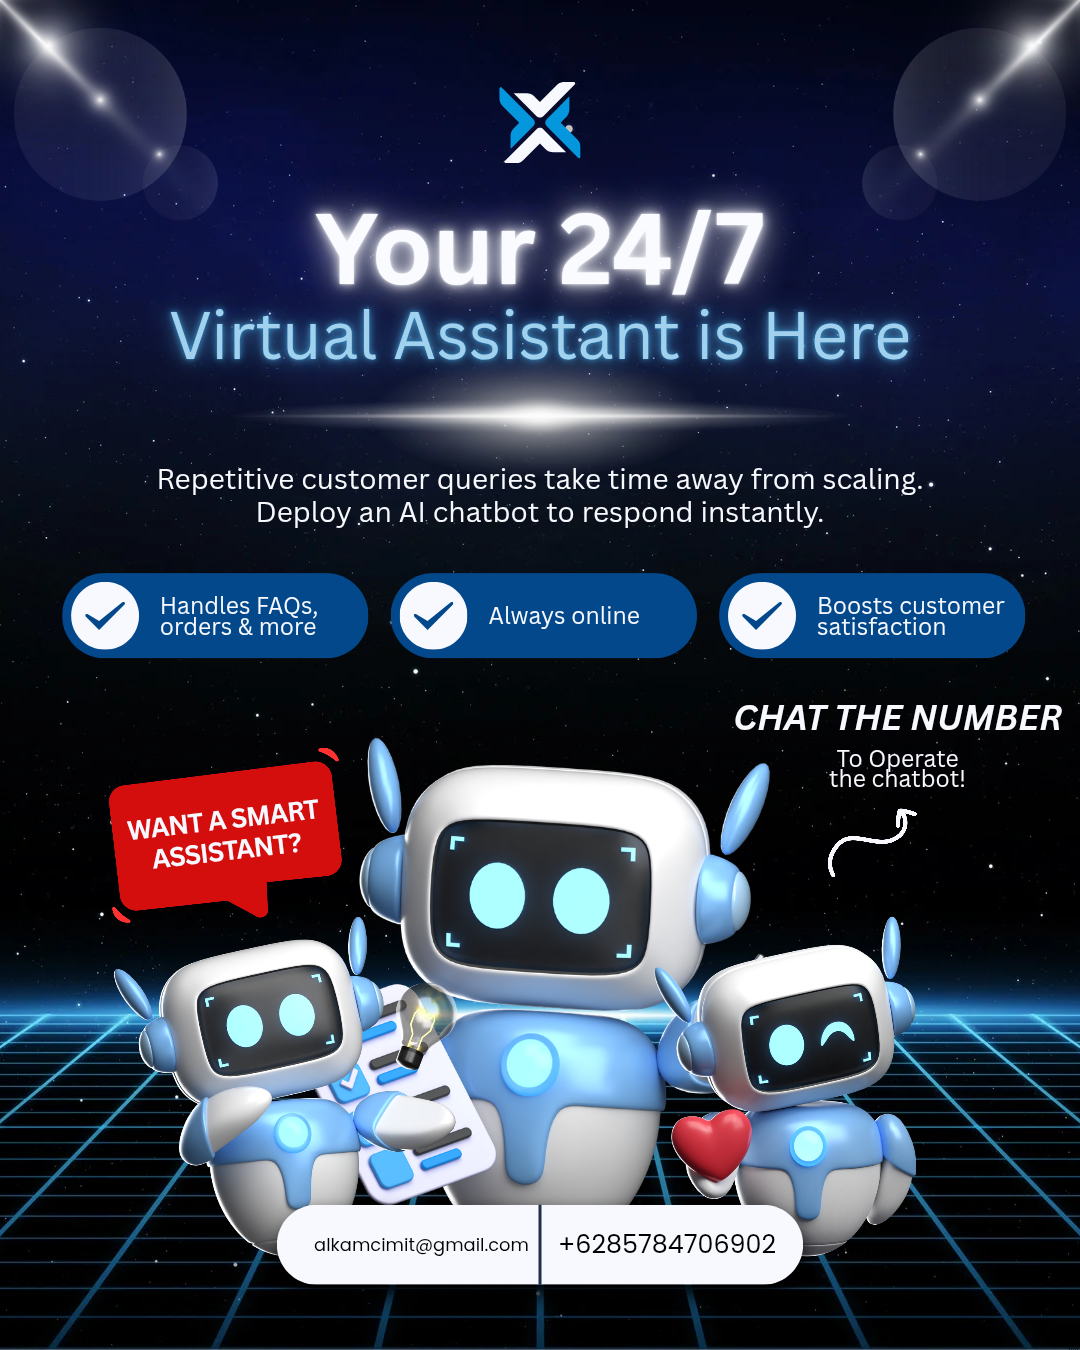 Your 24/7
Virtual Assistant is Here
Repetitive customer queries take time away from scaling.
Deploy an AI chatbot to respond instantly.
Handles FAQs,
orders & more
Always online
Boosts customer
satisfaction
CHAT THE NUMBER
To Operate
the chatbot!
WANT A SMART
ASSISTANT?
alkamcimit@gmail.com
+6285784706902